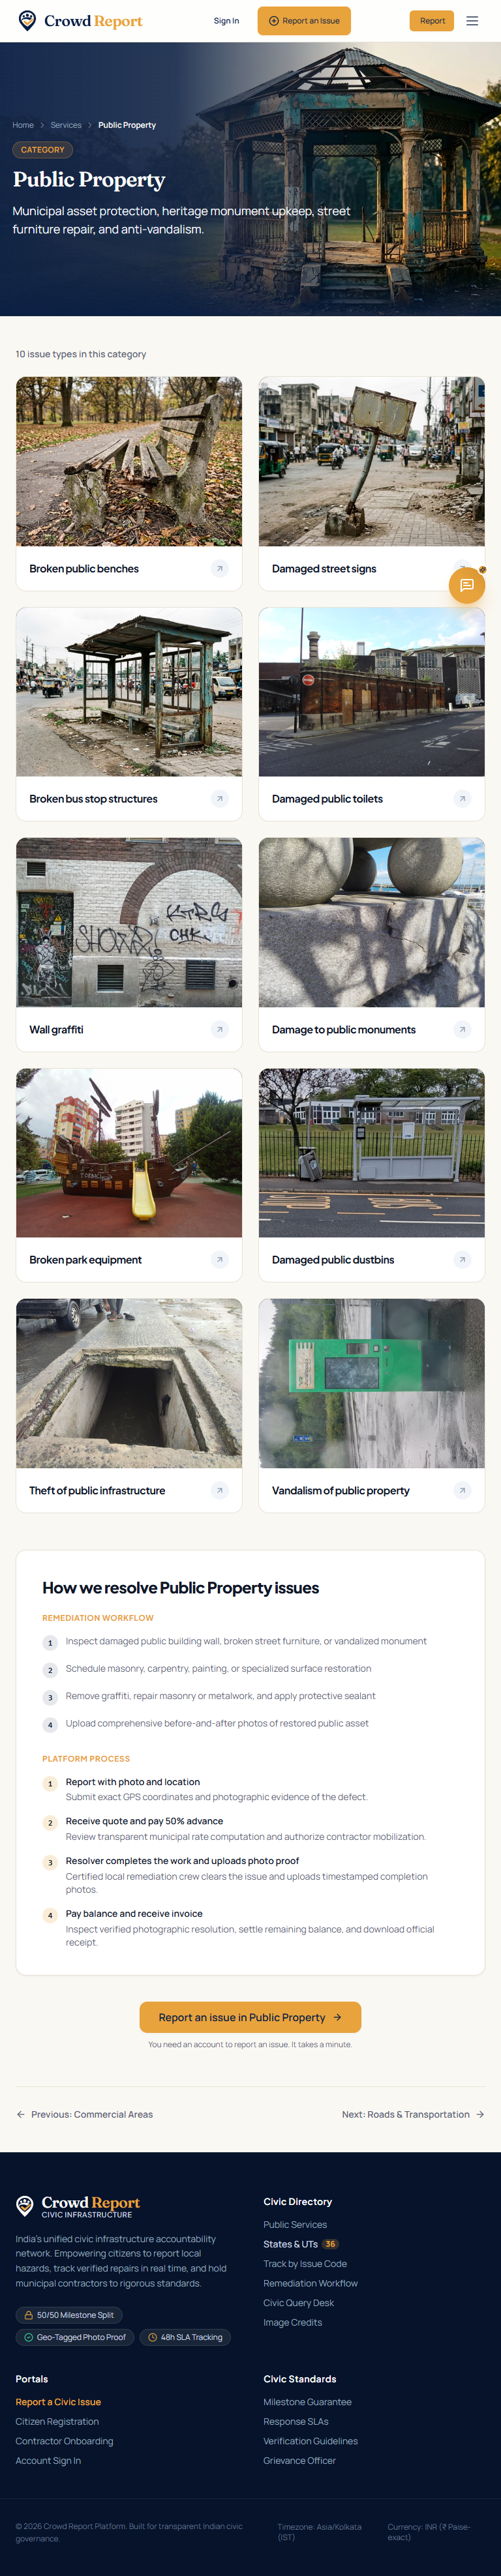 Crowd Report
Sign In
Report an Issue
Report
Home > Services > Public Property
CATEGORY
Public Property
Municipal asset protection, heritage monument upkeep, street
furniture repair, and anti-vandalism.
10 issue types in this category
Broken public benches
Damaged street signs
Broken bus stop structures
Damaged public toilets
Wall graffiti
Damage to public monuments
Broken park equipment
Damaged public dustbins
Theft of public infrastructure
Vandalism of public property
How we resolve Public Property issues
REMEDIATION WORKFLOW
1 Inspect damaged public building wall, broken street furniture, or vandalized monument
2 Schedule masonry, carpentry, painting, or specialized surface restoration
3 Remove graffiti, repair masonry or metalwork, and apply protective sealant
4 Upload comprehensive before-and-after photos of restored public asset
PLATFORM PROCESS
1 Report with photo and location
Submit exact GPS coordinates and photographic evidence of the defect.
2 Receive quote and pay 50% advance
Review transparent municipal rate computation and authorize contractor mobilization.
3 Resolver completes the work and uploads photo proof
Certified local remediation crew clears the issue and uploads timestamped completion
photos.
4 Pay balance and receive invoice
Inspect verified photographic resolution, settle remaining balance, and download official
receipt.
Report an issue in Public Property →
You need an account to report an issue. It takes a minute.
← Previous: Commercial Areas
Next: Roads & Transportation →
Crowd Report
CIVIC INFRASTRUCTURE
India's unified civic infrastructure accountability
network. Empowering citizens to report local
hazards, track verified repairs in real time, and hold
municipal contractors to rigorous standards.
50/50 Milestone Split
Geo-Tagged Photo Proof
48h SLA Tracking
Civic Directory
Public Services
States & UTs 36
Track by Issue Code
Remediation Workflow
Civic Query Desk
Image Credits
Portals
Report a Civic Issue
Citizen Registration
Contractor Onboarding
Account Sign In
Civic Standards
Milestone Guarantee
Response SLAs
Verification Guidelines
Grievance Officer
© 2026 Crowd Report Platform. Built for transparent Indian civic
governance.
Timezone: Asia/Kolkata
(IST)
Currency: INR (₹ Paise-
exact)